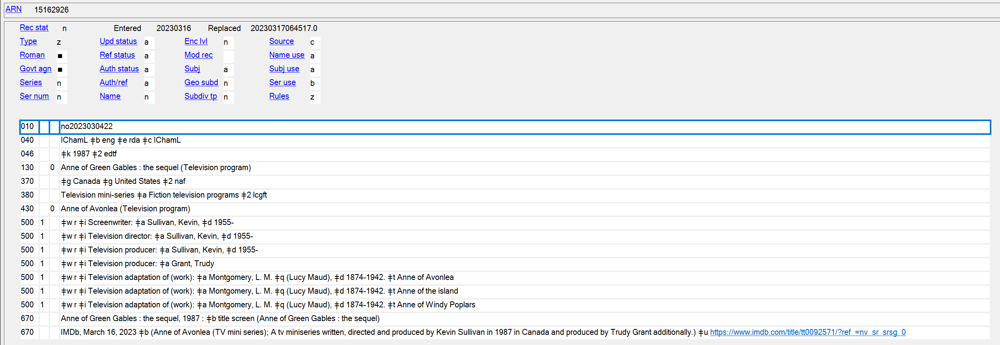 ARN 15162926
Rec stat n Entered 20230316 Replaced 20230317064517.0
Type z Upd status a Enc lvl n Source c
Roman ■ Ref status a Mod rec Name use a
Govt agn ■ Auth status a Subj a Subj use a
Series n Auth/ref a Geo subd n Ser use b
Ser num n Name n Subdiv tp n Rules z
010 no2023030422
040 IChamL ǂb eng ǂe rda ǂc IChamL
046 ǂk 1987 ǂ2 edtf
130 0 Anne of Green Gables : the sequel (Television program)
370 ǂg Canada ǂg United States ǂ2 naf
380 Television mini-series ǂa Fiction television programs ǂ2 lcgft
430 0 Anne of Avonlea (Television program)
500 1 ǂw r ǂi Screenwriter: ǂa Sullivan, Kevin, ǂd 1955-
500 1 ǂw r ǂi Television director: ǂa Sullivan, Kevin, ǂd 1955-
500 1 ǂw r ǂi Television producer: ǂa Sullivan, Kevin, ǂd 1955-
500 1 ǂw r ǂi Television producer: ǂa Grant, Trudy
500 1 ǂw r ǂi Television adaptation of (work): ǂa Montgomery, L. M. ǂq (Lucy Maud), ǂd 1874-1942. ǂt Anne of Avonlea
500 1 ǂw r ǂi Television adaptation of (work): ǂa Montgomery, L. M. ǂq (Lucy Maud), ǂd 1874-1942. ǂt Anne of the island
500 1 ǂw r ǂi Television adaptation of (work): ǂa Montgomery, L. M. ǂq (Lucy Maud), ǂd 1874-1942. ǂt Anne of Windy Poplars
670 Anne of Green Gables : the sequel, 1987 : ǂb title screen (Anne of Green Gables : the sequel)
670 IMDb, March 16, 2023 ǂb (Anne of Avonlea (TV mini series); A tv miniseries written, directed and produced by Kevin Sullivan in 1987 in Canada and produced by Trudy Grant additionally.) ǂu https://www.imdb.com/title/tt0092571/?ref_=nv_sr_srsg_0